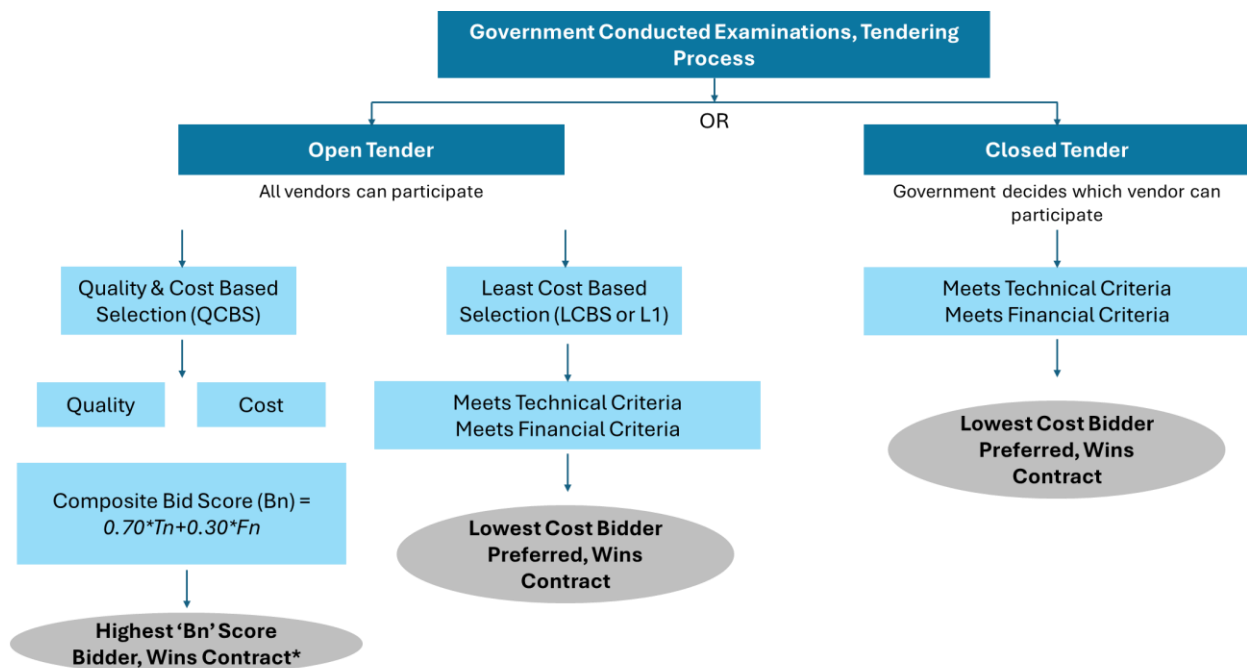 Government Conducted Examinations, Tendering
Process
OR
Open Tender
All vendors can participate
Quality & Cost Based
Selection (QCBS)
Quality
Cost
Composite Bid Score (Bn) =
0.70*Tn+0.30*Fn
Highest ‘Bn’ Score
Bidder, Wins Contract*
Least Cost Based
Selection (LCBS or L1)
Meets Technical Criteria
Meets Financial Criteria
Lowest Cost Bidder
Preferred, Wins
Contract
Closed Tender
Government decides which vendor can
participate
Meets Technical Criteria
Meets Financial Criteria
Lowest Cost Bidder
Preferred, Wins
Contract